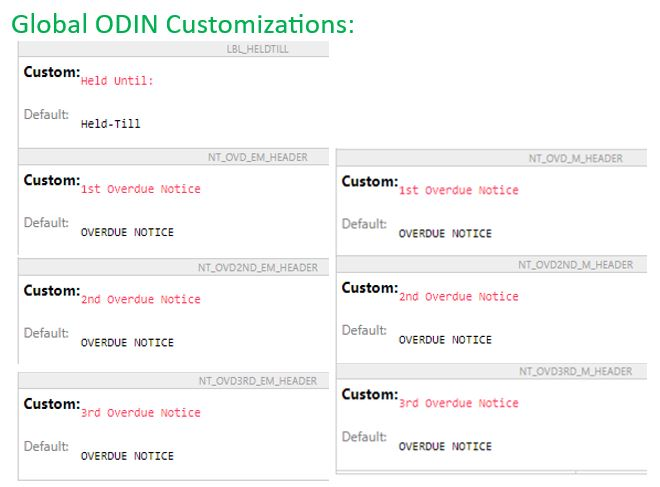 Global ODIN Customizations:
LBL_HELDTILL
Custom: Held Until:
Default: Held-Till
NT_OVD_EM_HEADER
Custom: 1st Overdue Notice
Default: OVERDUE NOTICE
NT_OVD2ND_EM_HEADER
Custom: 2nd Overdue Notice
Default: OVERDUE NOTICE
NT_OVD3RD_EM_HEADER
Custom: 3rd Overdue Notice
Default: OVERDUE NOTICE
NT_OVD_M_HEADER
Custom: 1st Overdue Notice
Default: OVERDUE NOTICE
NT_OVD2ND_M_HEADER
Custom: 2nd Overdue Notice
Default: OVERDUE NOTICE
NT_OVD3RD_M_HEADER
Custom: 3rd Overdue Notice
Default: OVERDUE NOTICE